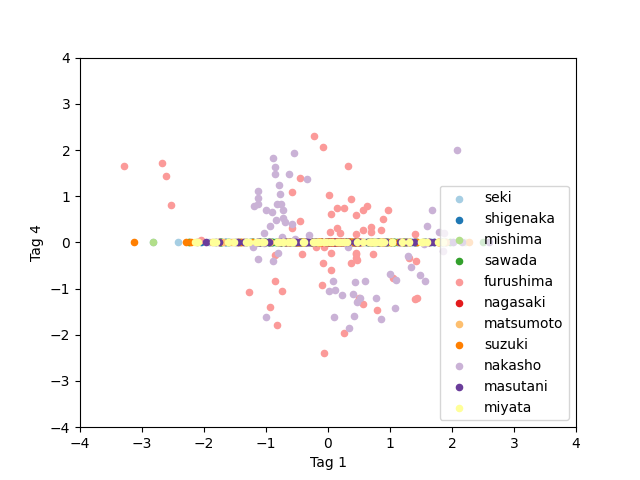 4
3
2
1
0
−1
−2
−3
−4
Tag 4
−4
−3
−2
−1
0
1
2
3
4
Tag 1
seki
shigenaka
mishima
sawada
furushima
nagasaki
matsumoto
suzuki
nakasho
masutani
miyata